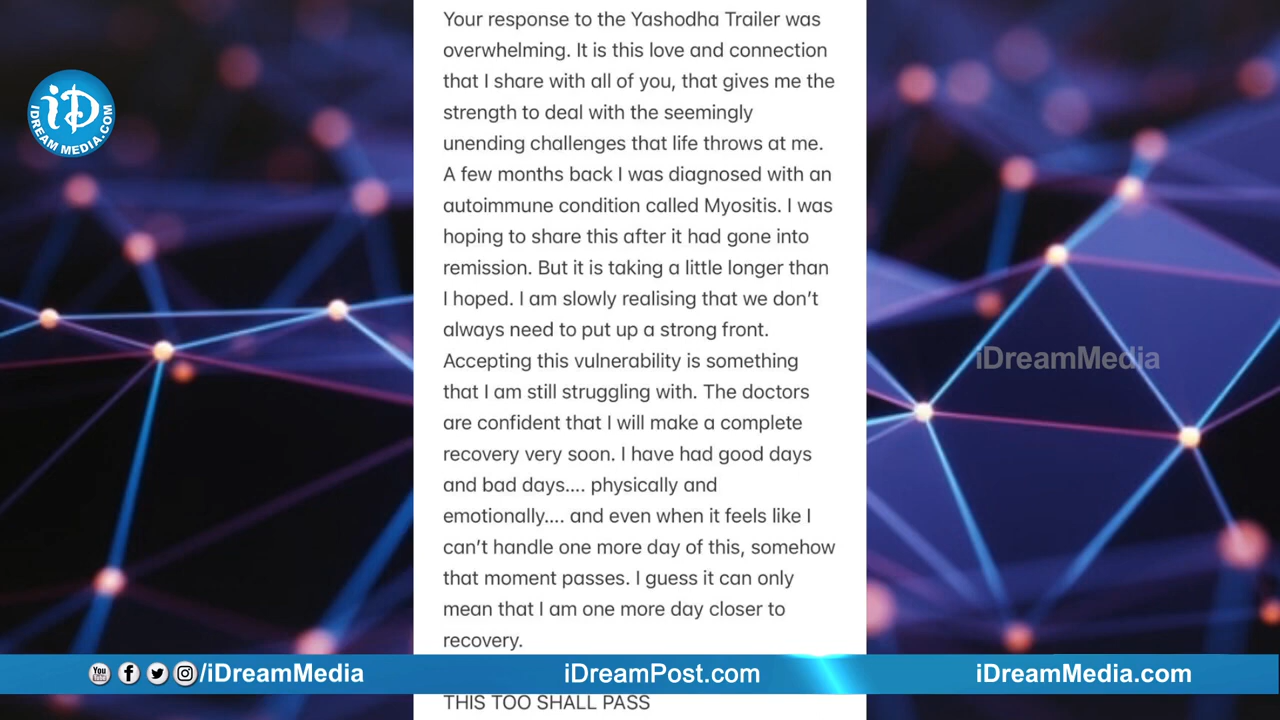 Your response to the Yashodha Trailer was
overwhelming. It is this love and connection
that I share with all of you, that gives me the
strength to deal with the seemingly
unending challenges that life throws at me.
A few months back I was diagnosed with an
autoimmune condition called Myositis. I was
hoping to share this after it had gone into
remission. But it is taking a little longer than
I hoped. I am slowly realising that we don’t
always need to put up a strong front.
Accepting this vulnerability is something
that I am still struggling with. The doctors
are confident that I will make a complete
recovery very soon. I have had good days
and bad days.... physically and
emotionally.... and even when it feels like I
can’t handle one more day of this, somehow
that moment passes. I guess it can only
mean that I am one more day closer to
recovery.
THIS TOO SHALL PASS
iD
IDREAM MEDIA.COM
iDreamMedia
You Tube
/iDreamMedia
iDreamPost.com
iDreamMedia.com